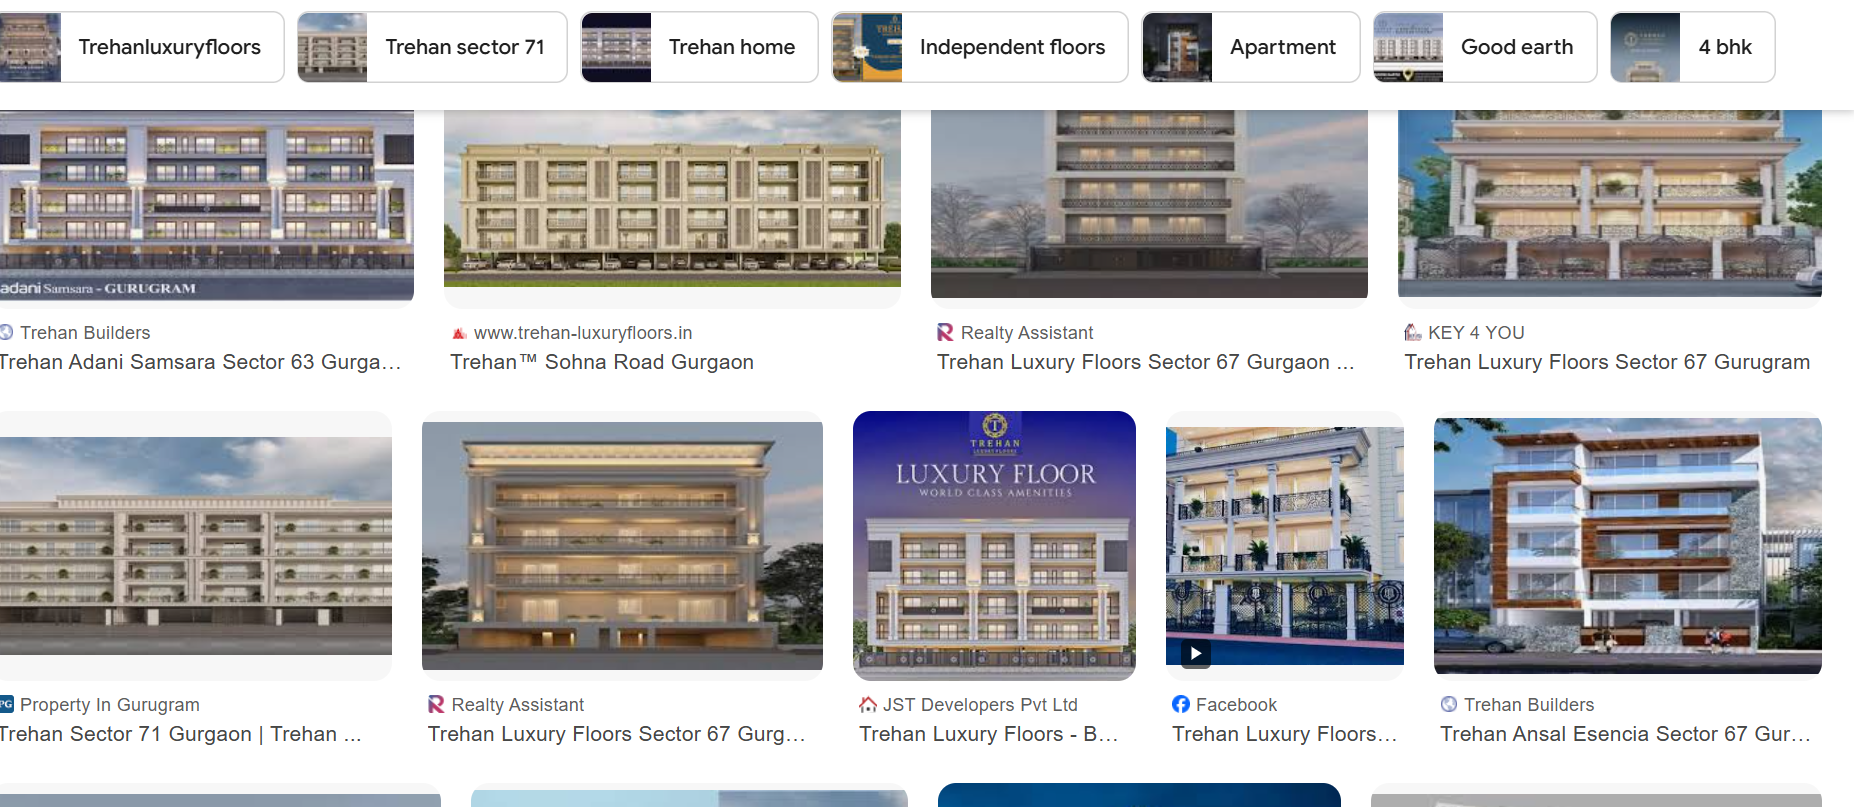 Trehanluxuryfloors
Trehan sector 71
Trehan home
Independent floors
Apartment
Good earth
4 bhk
adani Samsara - GURUGRAM
Trehan Builders
Trehan Adani Samsara Sector 63 Gurga...
www.trehan-luxuryfloors.in
Trehan™ Sohna Road Gurgaon
Realty Assistant
Trehan Luxury Floors Sector 67 Gurgaon ...
KEY 4 YOU
Trehan Luxury Floors Sector 67 Gurugram
T
TREHAN
LUXURY FLOOR
WORLD CLASS AMENITIES
PG
Property In Gurugram
Trehan Sector 71 Gurgaon | Trehan ...
Realty Assistant
Trehan Luxury Floors Sector 67 Gurg...
JST Developers Pvt Ltd
Trehan Luxury Floors - B...
Facebook
Trehan Luxury Floors...
Trehan Builders
Trehan Ansal Esencia Sector 67 Gur...